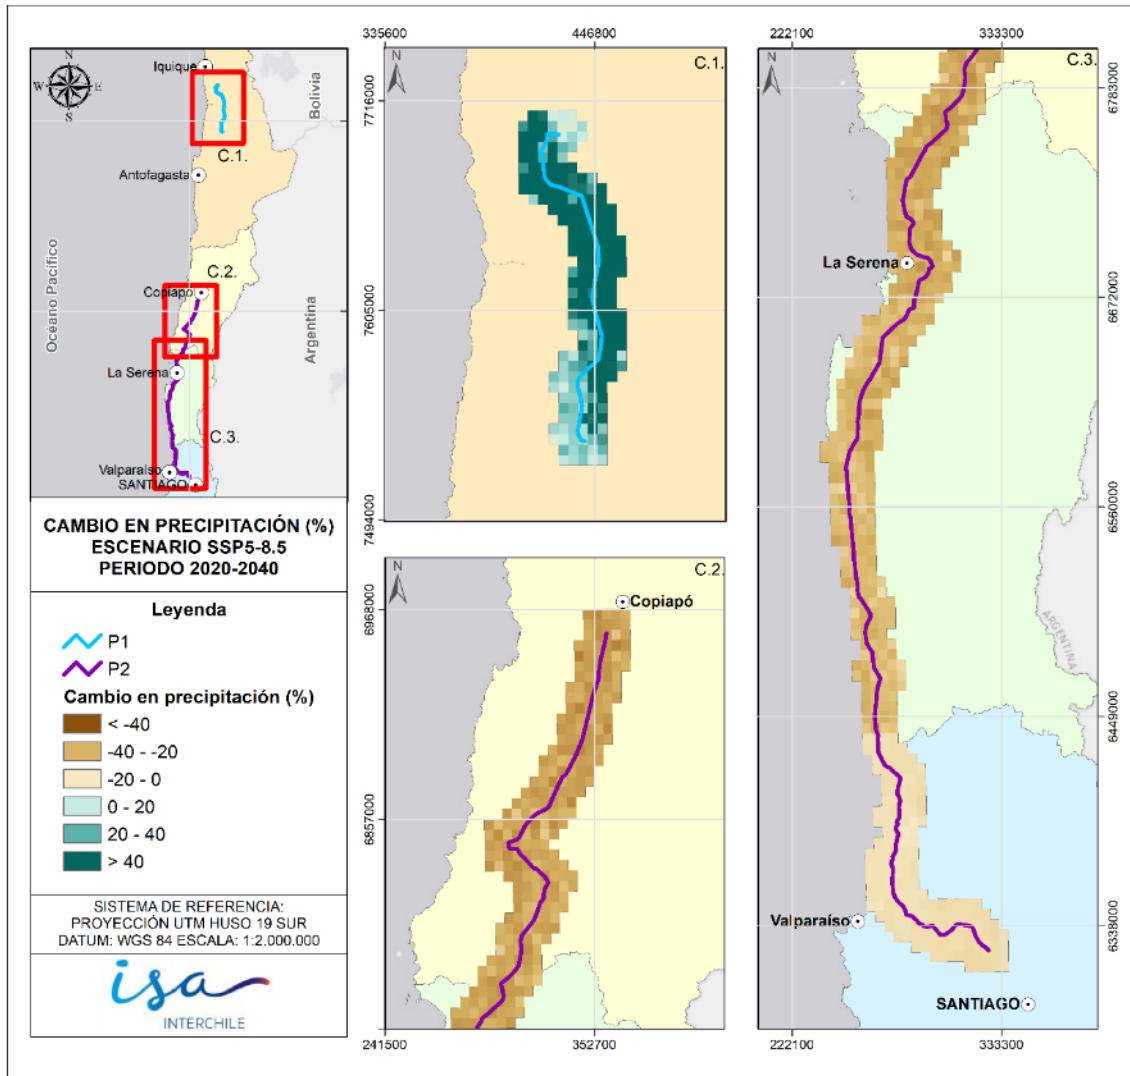 N
W
E
S
Iquique
Bolivia
C.1.
Antofagasta
Océano Pacífico
C.2.
Copiapó
Argentina
La Serena
C.3.
Valparaíso
SANTIAGO
CAMBIO EN PRECIPITACIÓN (%)
ESCENARIO SSP5-8.5
PERIODO 2020-2040
Leyenda
P1
P2
Cambio en precipitación (%)
< -40
-40 - -20
-20 - 0
0 - 20
20 - 40
> 40
SISTEMA DE REFERENCIA:
PROYECCIÓN UTM HUSO 19 SUR
DATUM: WGS 84 ESCALA: 1:2.000.000
isa
INTERCHILE
335600
446800
N
C.1.
7716000
7605000
7494000
N
C.2.
Copiapó
6968000
6857000
241500
352700
222100
333300
N
C.3.
6783000
La Serena
6672000
6560000
ARGENTINA
6449000
Valparaíso
6338000
SANTIAGO
222100
333300